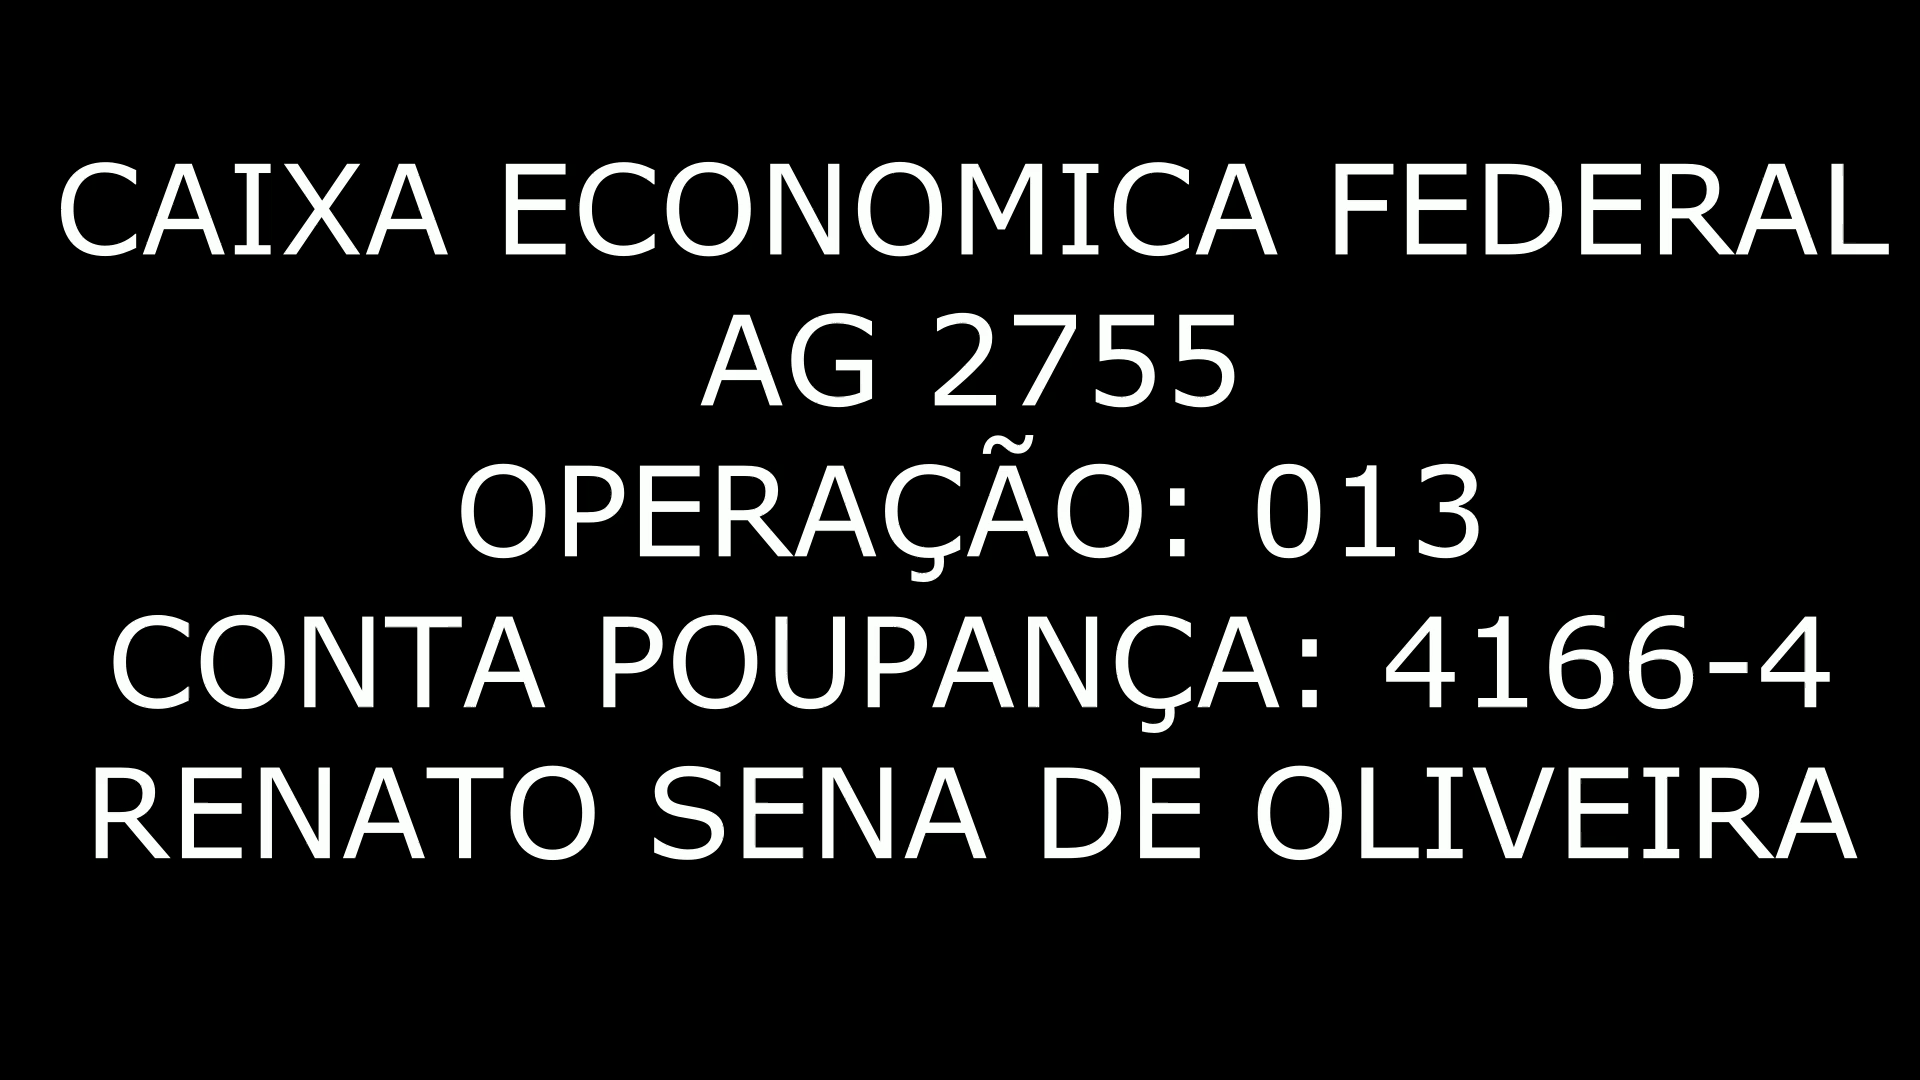 CAIXA ECONOMICA FEDERAL
AG 2755
OPERAÇÃO: 013
CONTA POUPANÇA: 4166-4
RENATO SENA DE OLIVEIRA